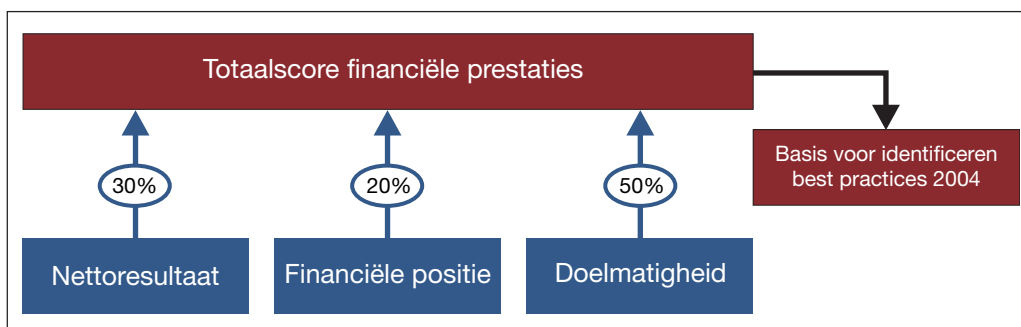 Totaalscore financiële prestaties
Basis voor identificeren
best practices 2004
30%
20%
50%
Nettoresultaat
Financiële positie
Doelmatigheid